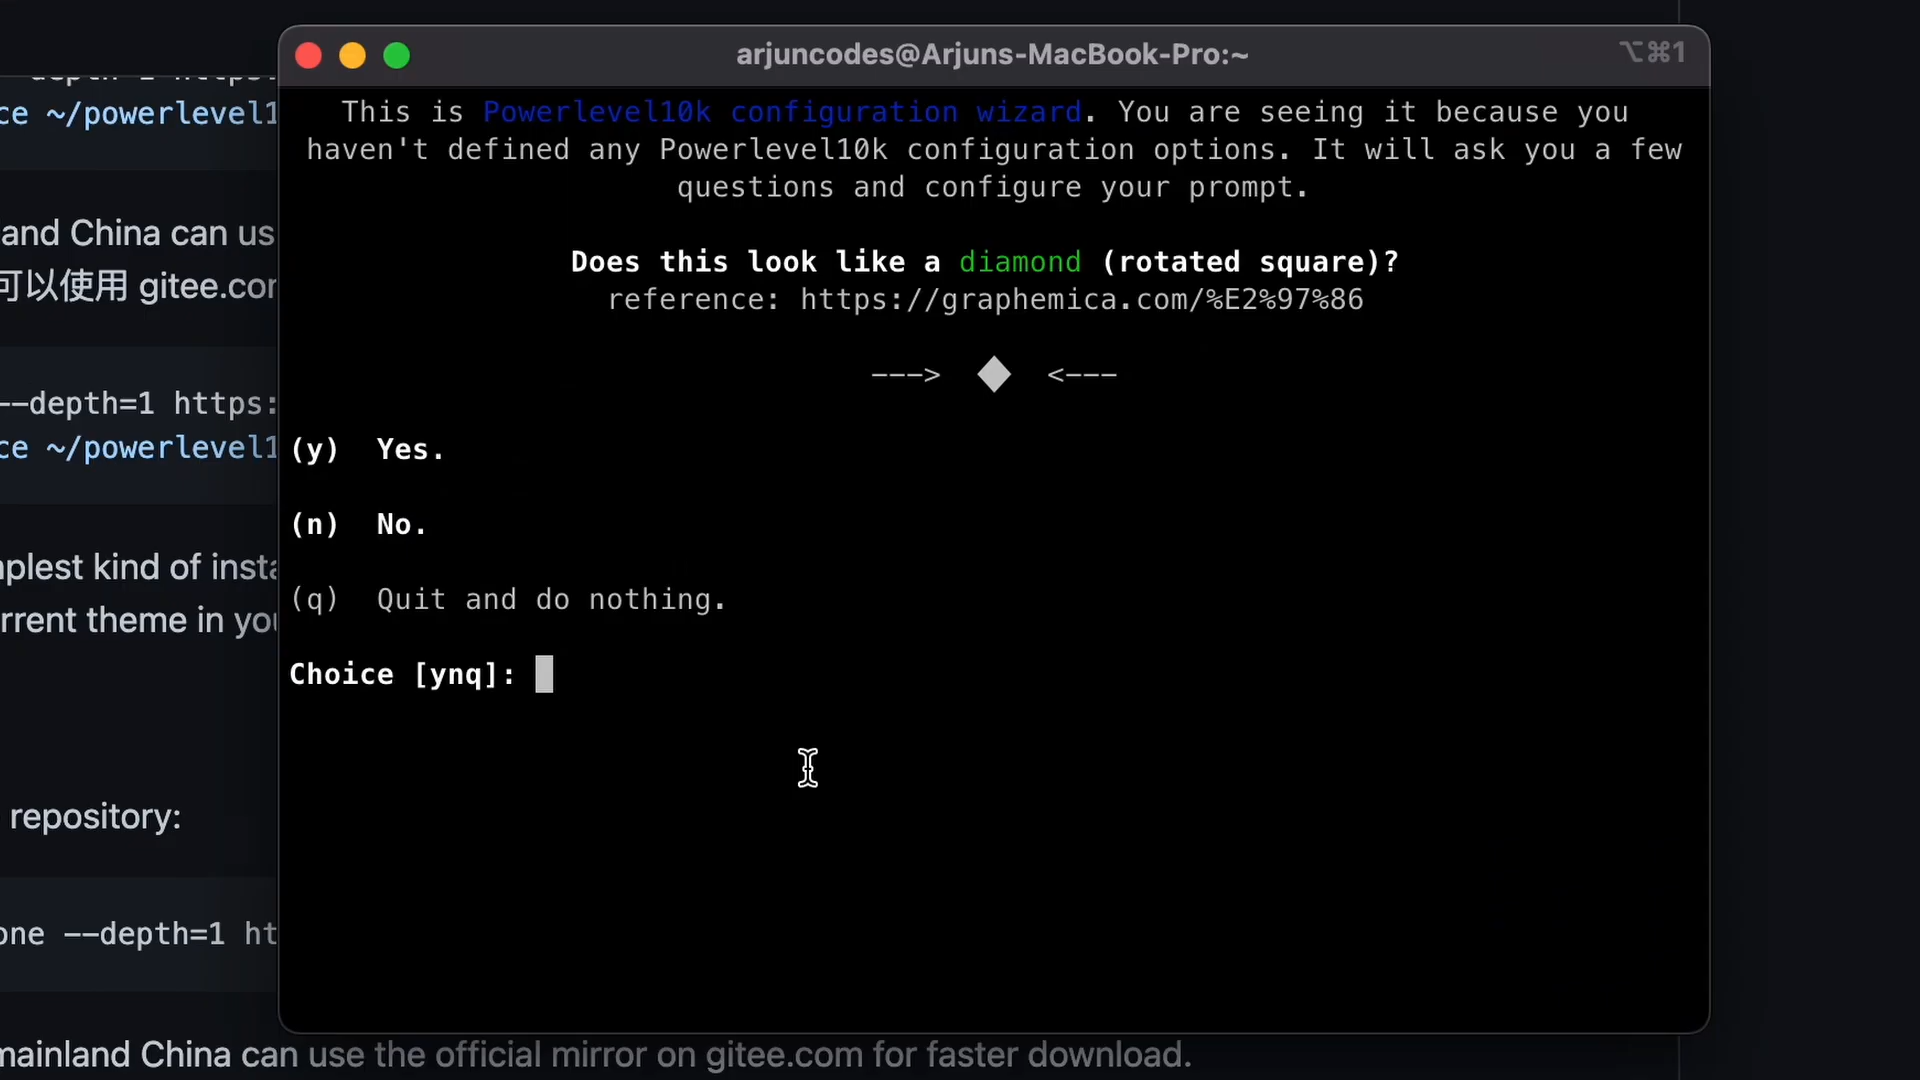 arjuncodes@Arjuns-MacBook-Pro:~
⌥⌘1
This is Powerlevel10k configuration wizard. You are seeing it because you
haven't defined any Powerlevel10k configuration options. It will ask you a few
questions and configure your prompt.
Does this look like a diamond (rotated square)?
reference: https://graphemica.com/%E2%97%86
---> ◆ <---
(y) Yes.
(n) No.
(q) Quit and do nothing.
Choice [ynq]:
depth 1 https:
ce ~/powerlevel1
and China can us
可以使用 gitee.cor
--depth=1 https:
ce ~/powerlevel1
nplest kind of insta
rrent theme in you
repository:
one --depth=1 ht
mainland China can use the official mirror on gitee.com for faster download.